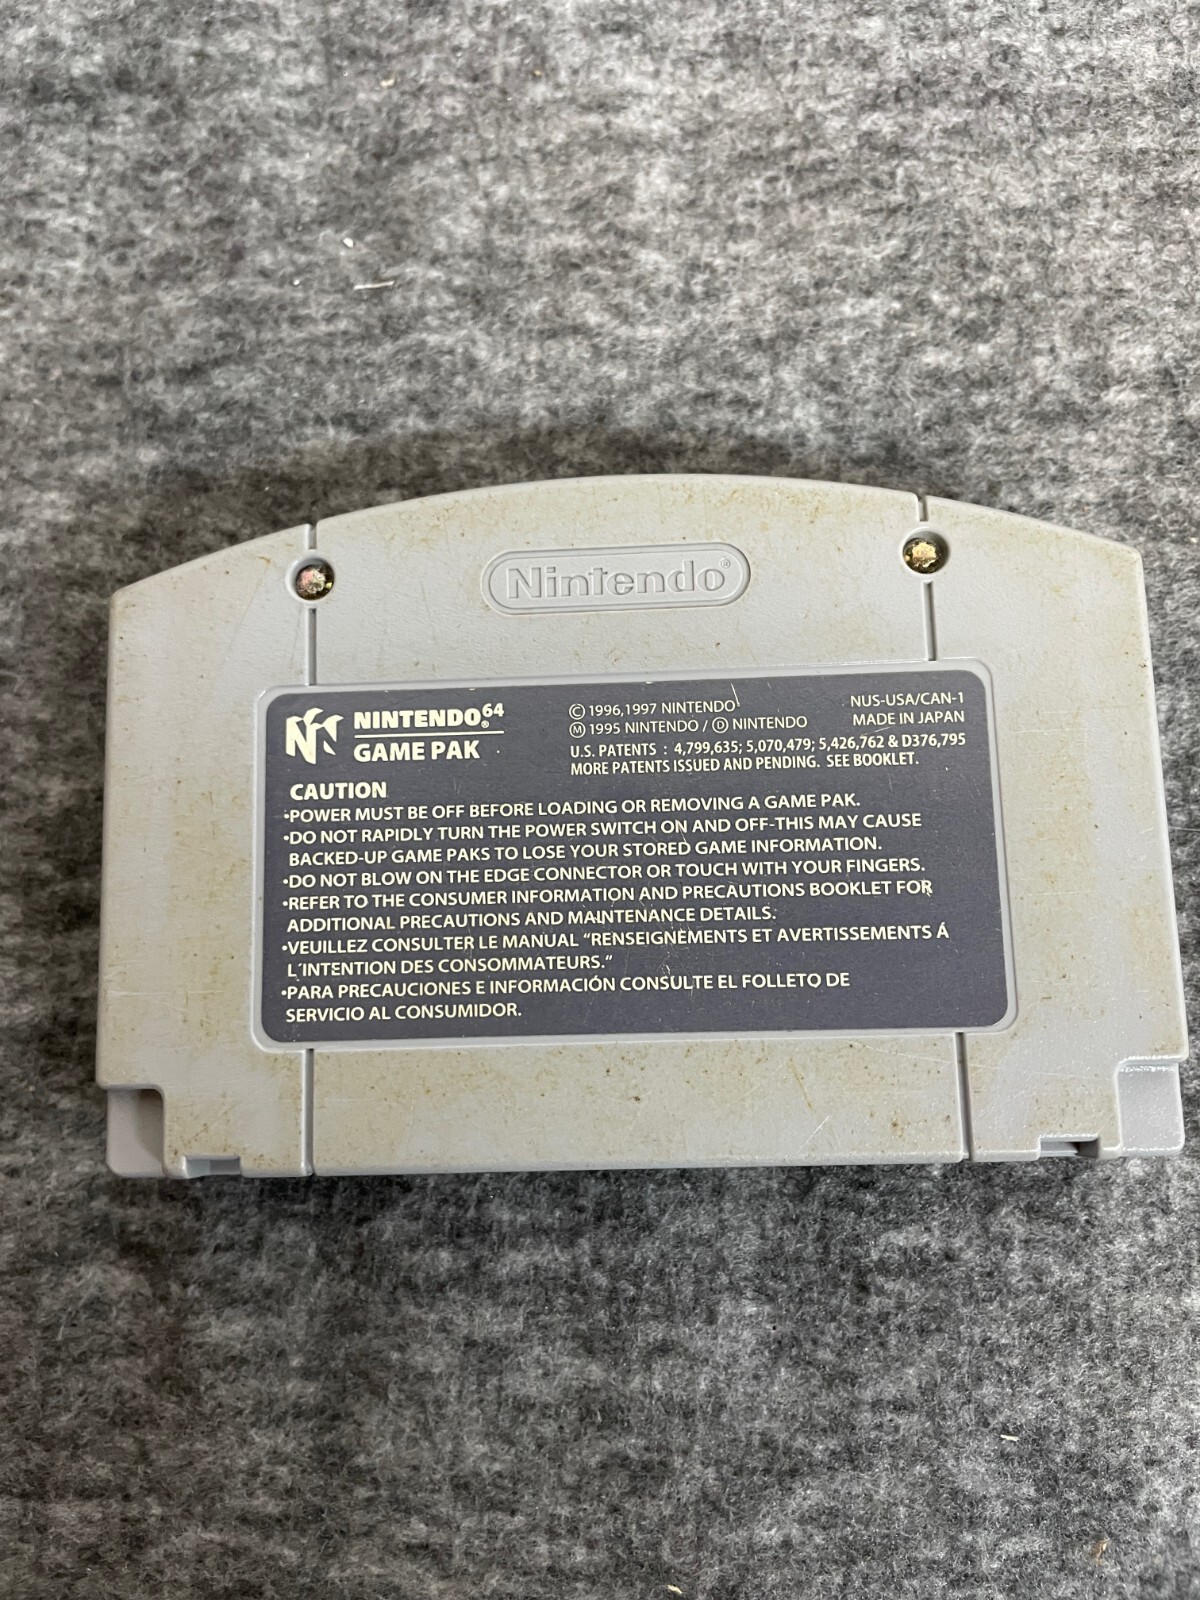 Nintendo®
NINTENDO®64
GAME PAK
© 1996,1997 NINTENDO
Ⓜ 1995 NINTENDO / Ⓓ NINTENDO
NUS-USA/CAN-1
MADE IN JAPAN
U.S. PATENTS : 4,799,635; 5,070,479; 5,426,762 & D376,795
MORE PATENTS ISSUED AND PENDING. SEE BOOKLET.
CAUTION
•POWER MUST BE OFF BEFORE LOADING OR REMOVING A GAME PAK.
•DO NOT RAPIDLY TURN THE POWER SWITCH ON AND OFF-THIS MAY CAUSE
BACKED-UP GAME PAKS TO LOSE YOUR STORED GAME INFORMATION.
•DO NOT BLOW ON THE EDGE CONNECTOR OR TOUCH WITH YOUR FINGERS.
•REFER TO THE CONSUMER INFORMATION AND PRECAUTIONS BOOKLET FOR
ADDITIONAL PRECAUTIONS AND MAINTENANCE DETAILS.
•VEUILLEZ CONSULTER LE MANUAL “RENSEIGNEMENTS ET AVERTISSEMENTS Á
L'INTENTION DES CONSOMMATEURS.”
•PARA PRECAUCIONES E INFORMACIÓN CONSULTE EL FOLLETO DE
SERVICIO AL CONSUMIDOR.